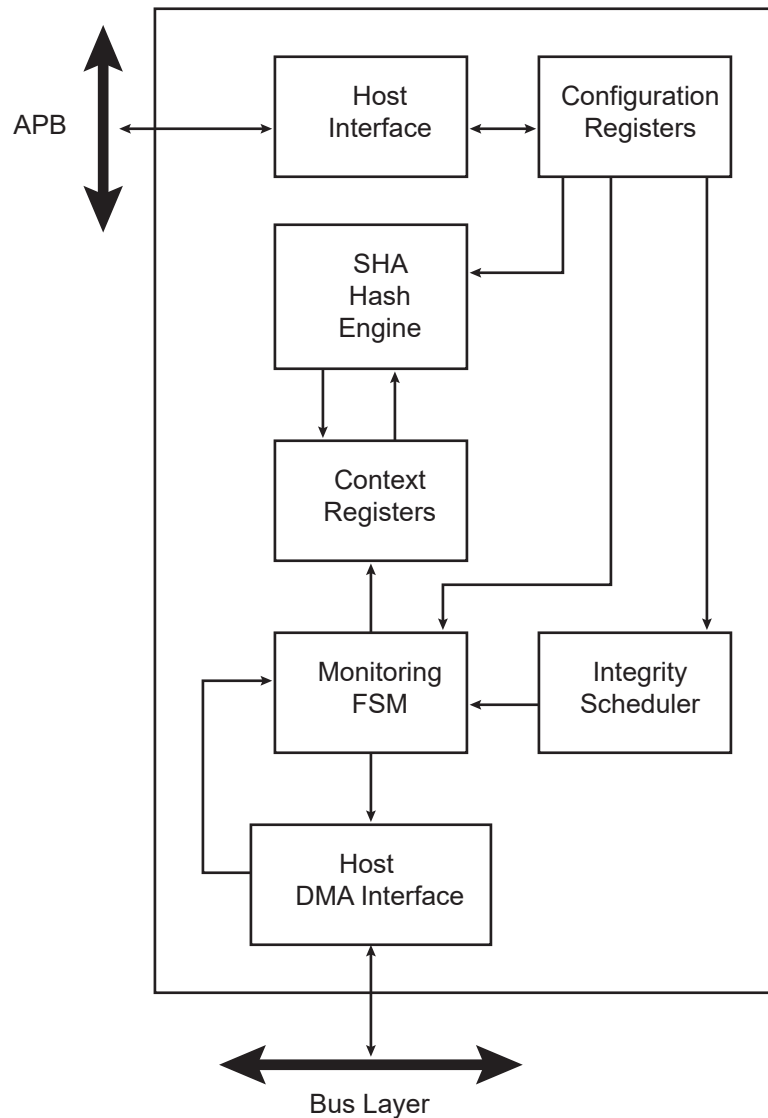 APB
Host
Interface
Configuration
Registers
SHA
Hash
Engine
Context
Registers
Monitoring
FSM
Integrity
Scheduler
Host
DMA Interface
Bus Layer